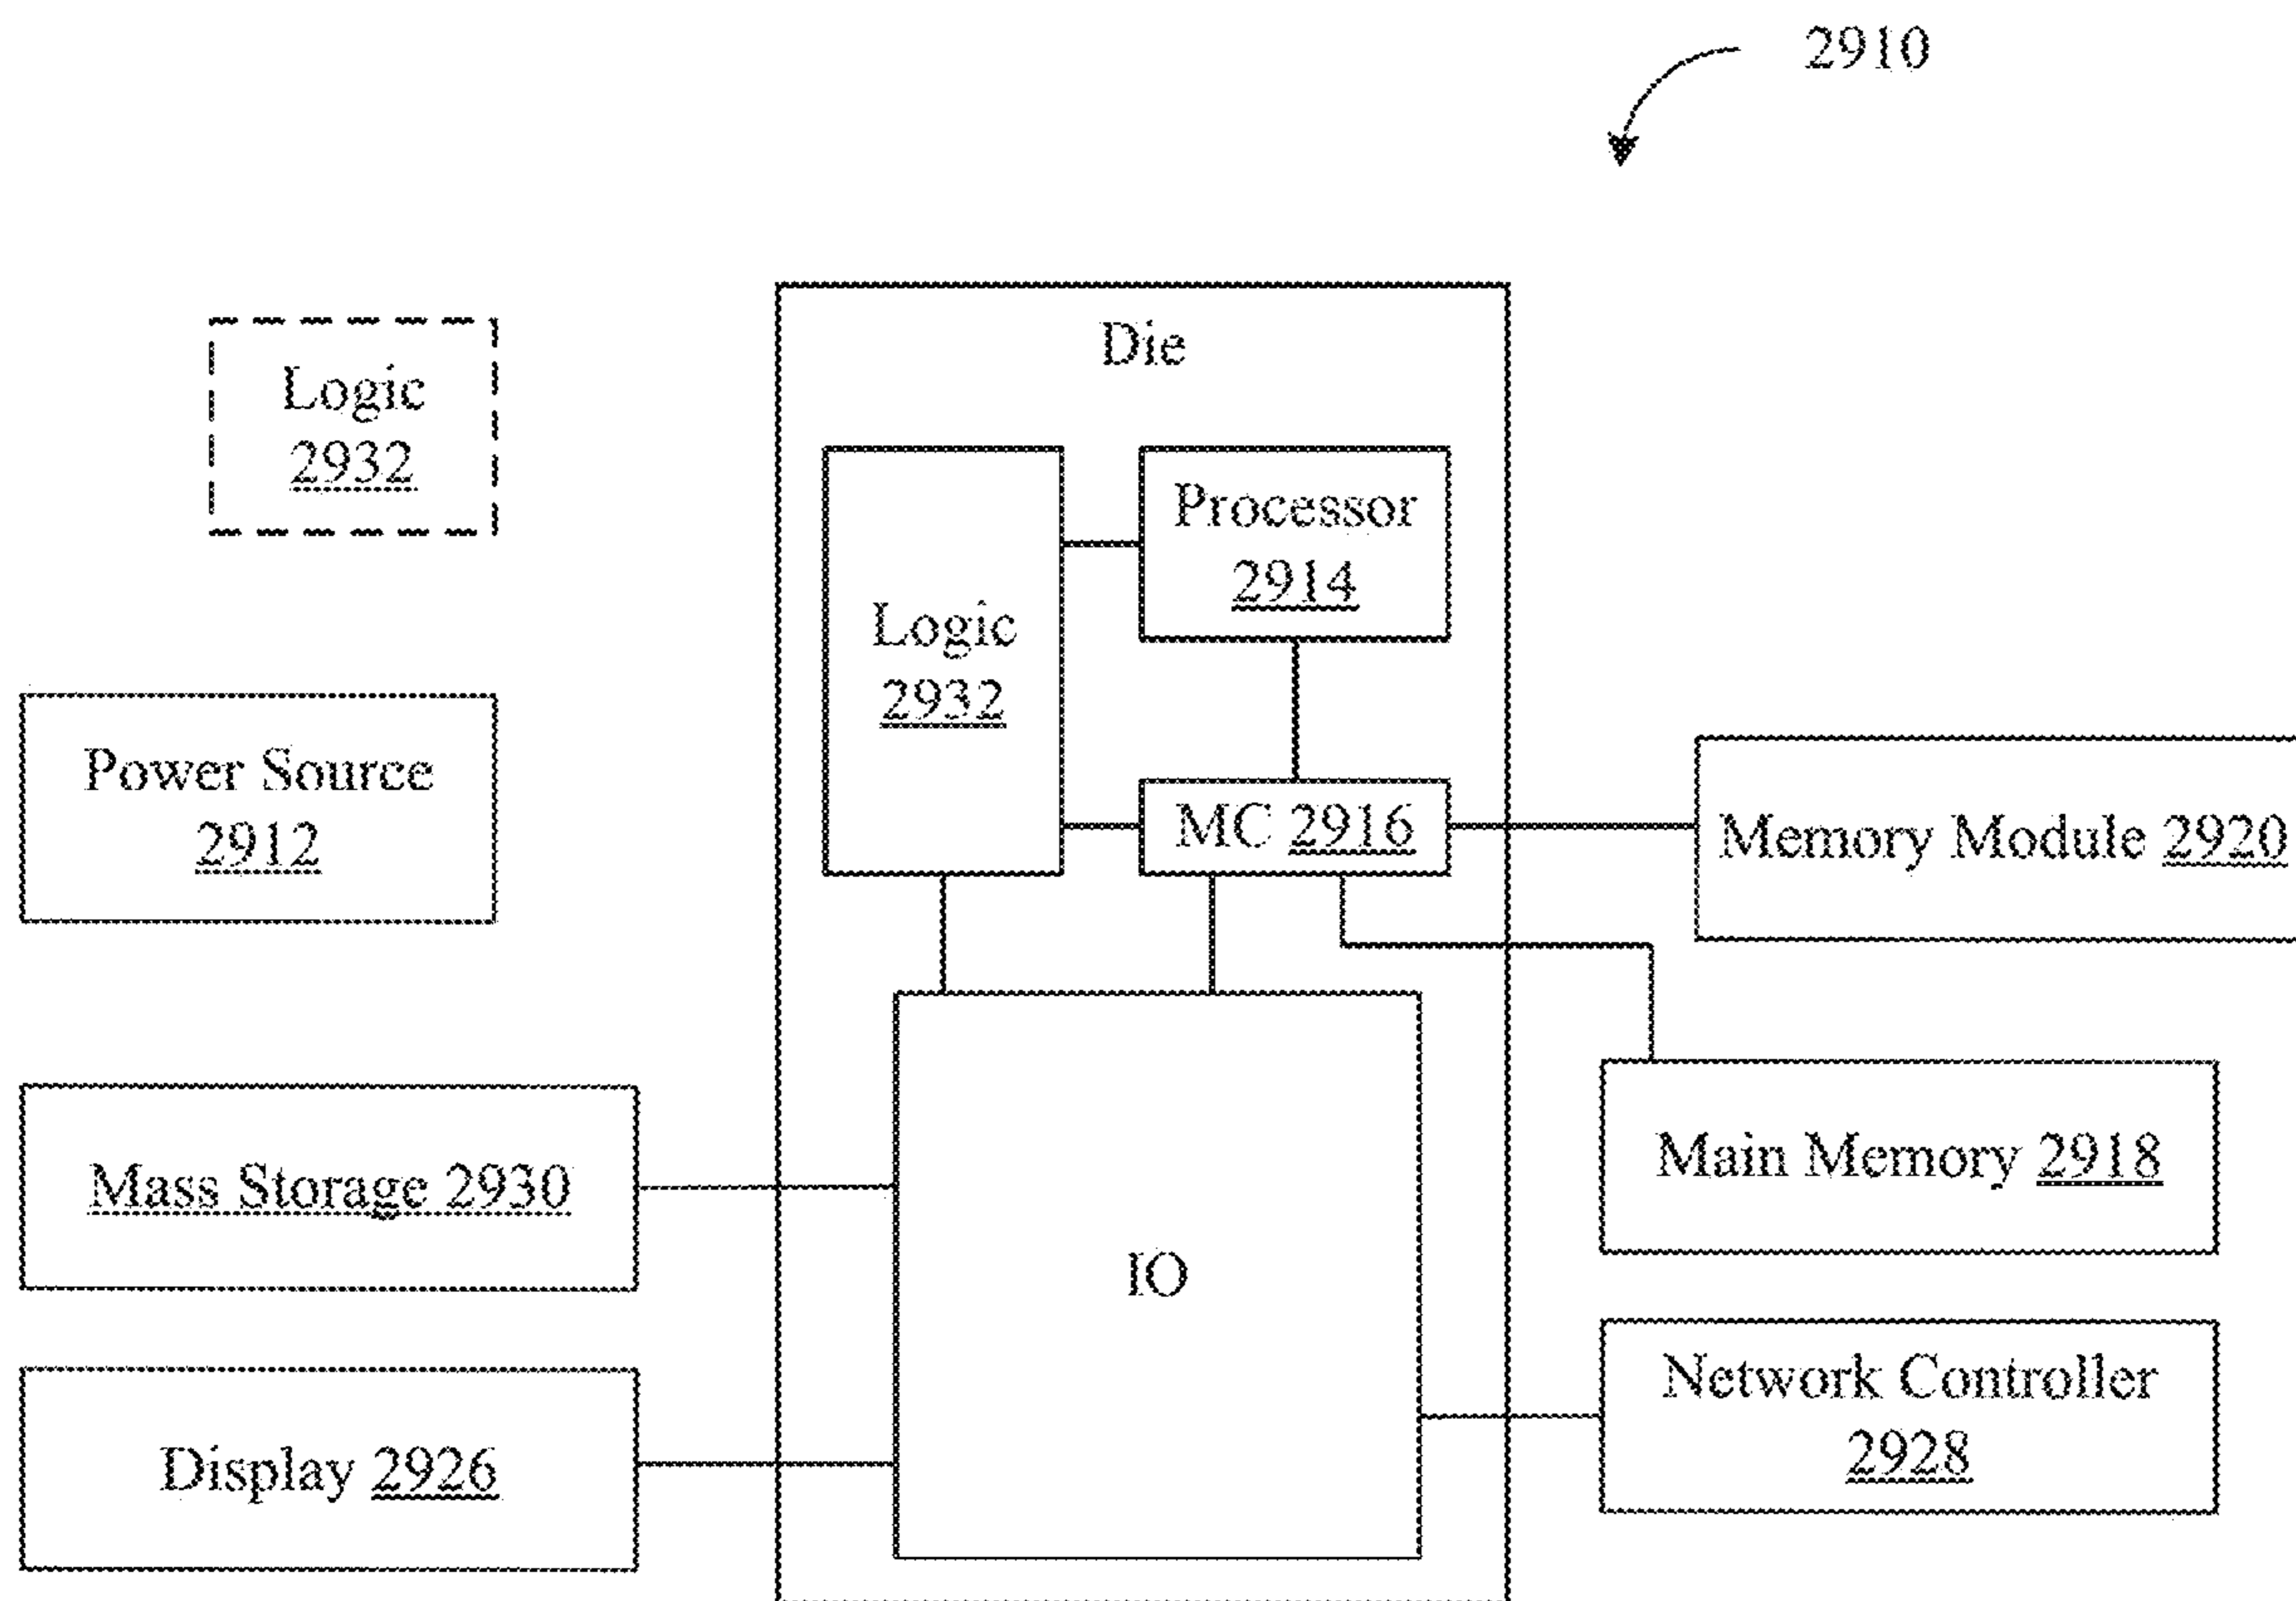 2910
Die
Logic
2932
Processor
2914
Logic
2932
Power Source
2912
MC 2916
Memory Module 2920
Mass Storage 2930
Main Memory 2918
IO
Display 2926
Network Controller
2928